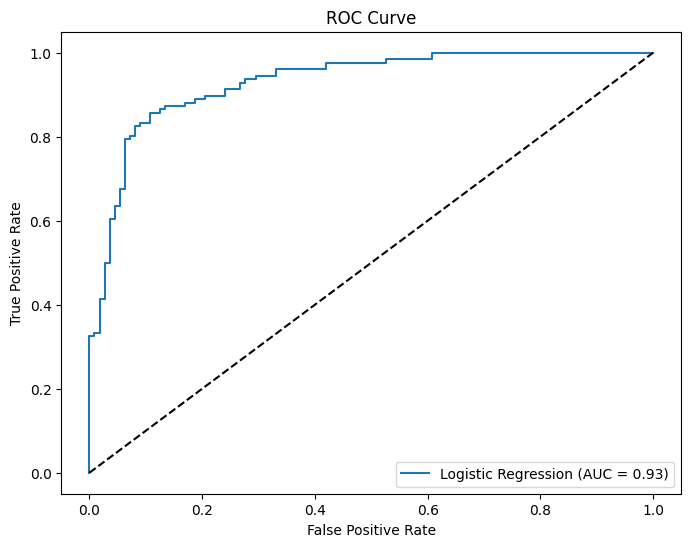 ROC Curve
True Positive Rate
1.0
0.8
0.6
0.4
0.2
0.0
Logistic Regression (AUC = 0.93)
0.0 0.2 0.4 0.6 0.8 1.0
False Positive Rate